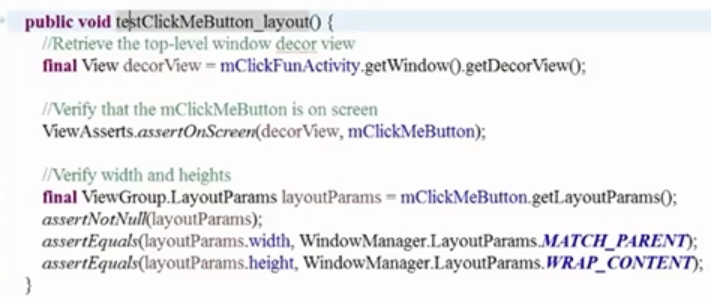 public void testClickMeButton_layout() {
//Retrieve the top-level window decor view
final View decorView = mClickFunActivity.getWindow().getDecorView();
//Verify that the mClickMeButton is on screen
ViewAsserts.assertOnScreen(decorView, mClickMeButton);
//Verify width and heights
final ViewGroup.LayoutParams layoutParams = mClickMeButton.getLayoutParams();
assertNotNull(layoutParams);
assertEquals(layoutParams.width, WindowManager.LayoutParams.MATCH_PARENT);
assertEquals(layoutParams.height, WindowManager.LayoutParams.WRAP_CONTENT);
}